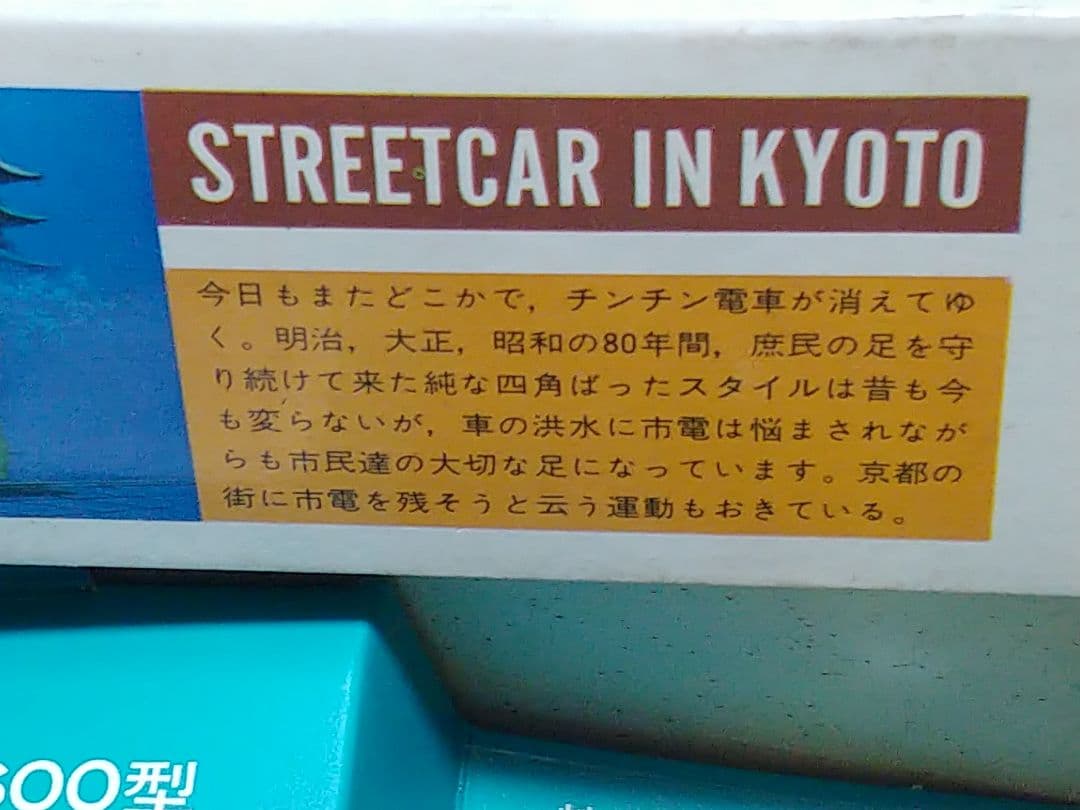 STREETCAR IN KYOTO
今日もまたどこかで，チンチン電車が消えてゆ
く。明治，大正，昭和の80年間，庶民の足を守
り続けて来た純な四角ばったスタイルは昔も今
も変らないが，車の洪水に市電は悩まされなが
らも市民達の大切な足になっています。京都の
街に市電を残そうと云う運動もおきている。
600型